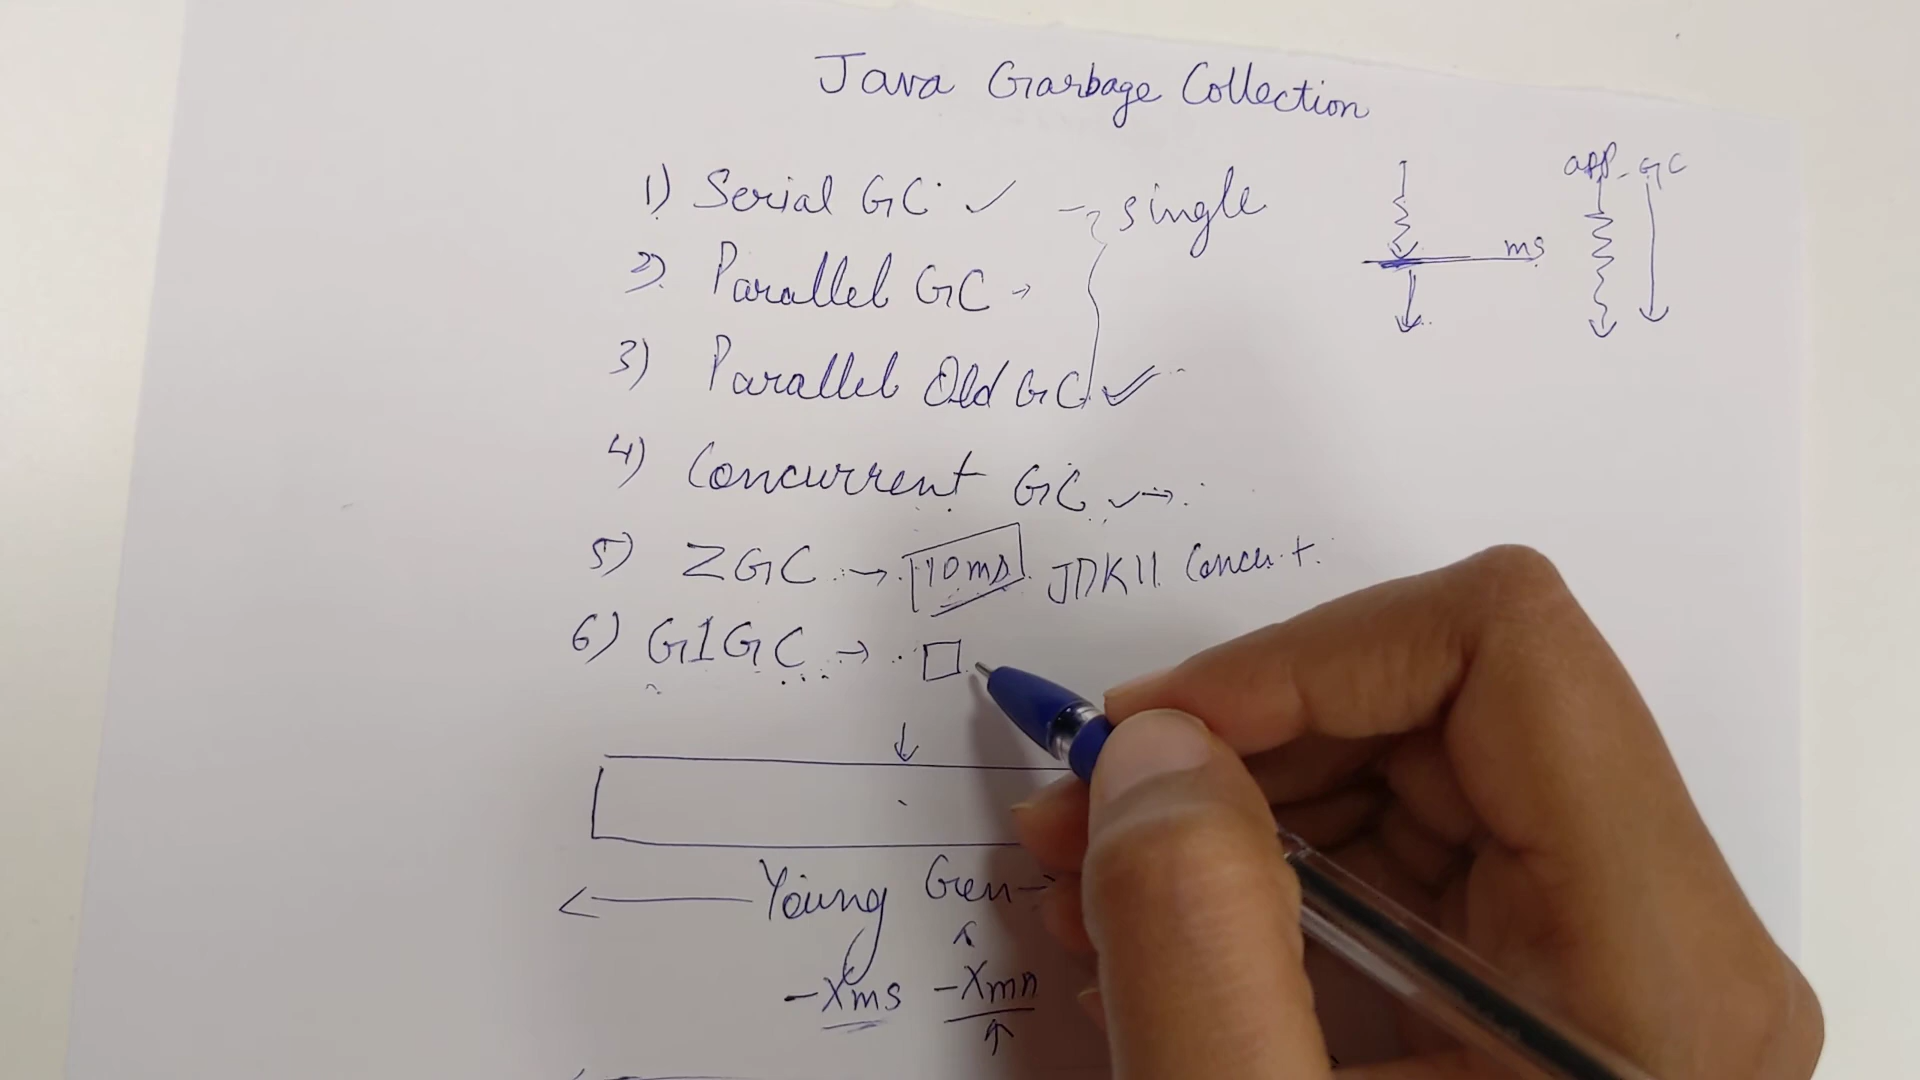 Java Garbage Collection
1) Serial GC ✓ - single
2) Parallel GC →
3) Parallel Old GC ✓
4) Concurrent GC ✓→
5) ZGC → 10ms JDK11
6) G1GC → □
ms
app GC
Young Gen
-Xms -Xmn